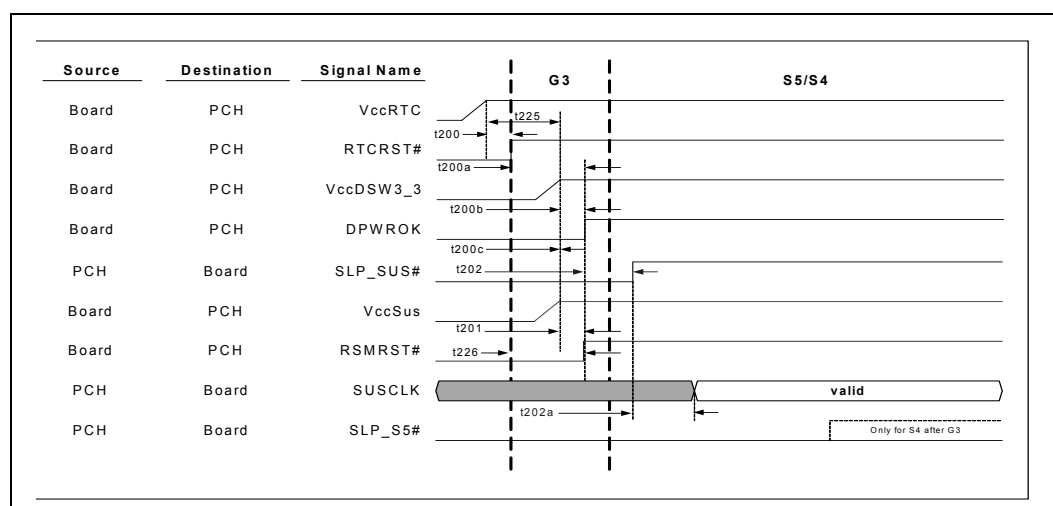 Source Destination Signal Name G3 S5/S4
Board PCH VccRTC
t225
t200
Board PCH RTCRST#
t200a
Board PCH VccDSW3_3
t200b
Board PCH DPWROK
t200c
PCH Board SLP_SUS# t202
Board PCH VccSus
t201
Board PCH RSMRST# t226
PCH Board SUSCLK valid
t202a
PCH Board SLP_S5# Only for S4 after G3